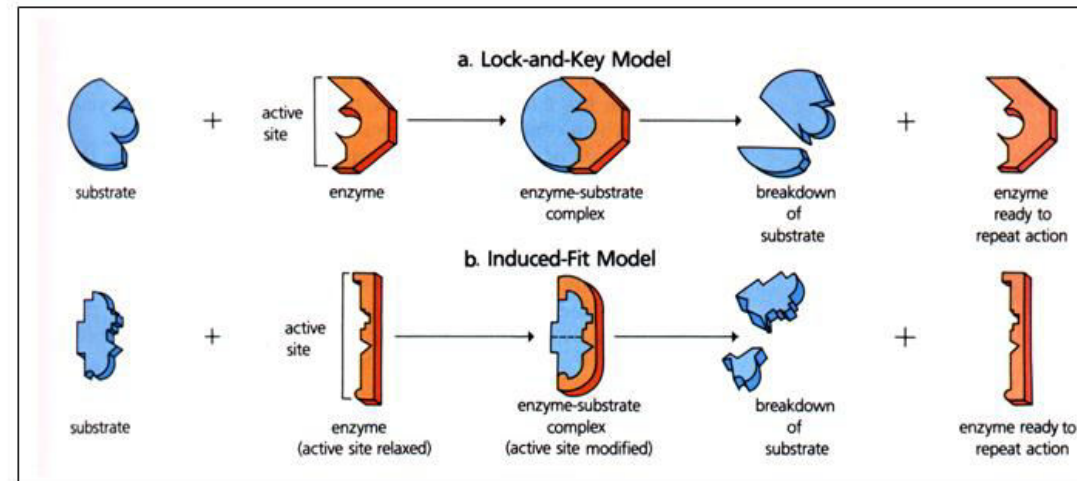 a. Lock-and-Key Model
active
site
substrate
enzyme
enzyme-substrate
complex
breakdown
of
substrate
enzyme
ready to
repeat action
+
+
b. Induced-Fit Model
active
site
substrate
enzyme
(active site relaxed)
enzyme-substrate
complex
(active site modified)
breakdown
of
substrate
enzyme ready to
repeat action
+
+